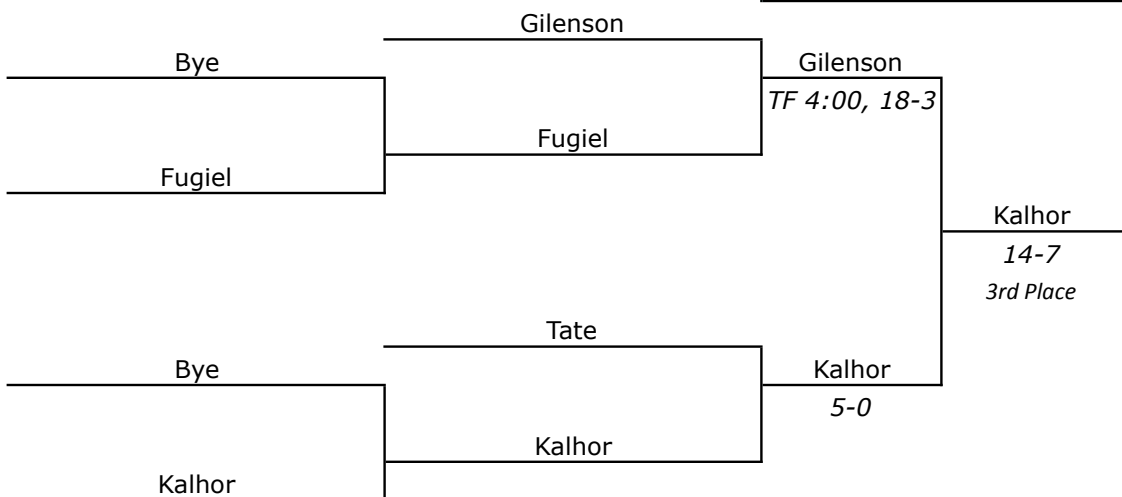 Gilenson
Bye
Gilenson
TF 4:00, 18-3
Fugiel
Fugiel
Kalhor
14-7
3rd Place
Tate
Bye
Kalhor
5-0
Kalhor
Kalhor